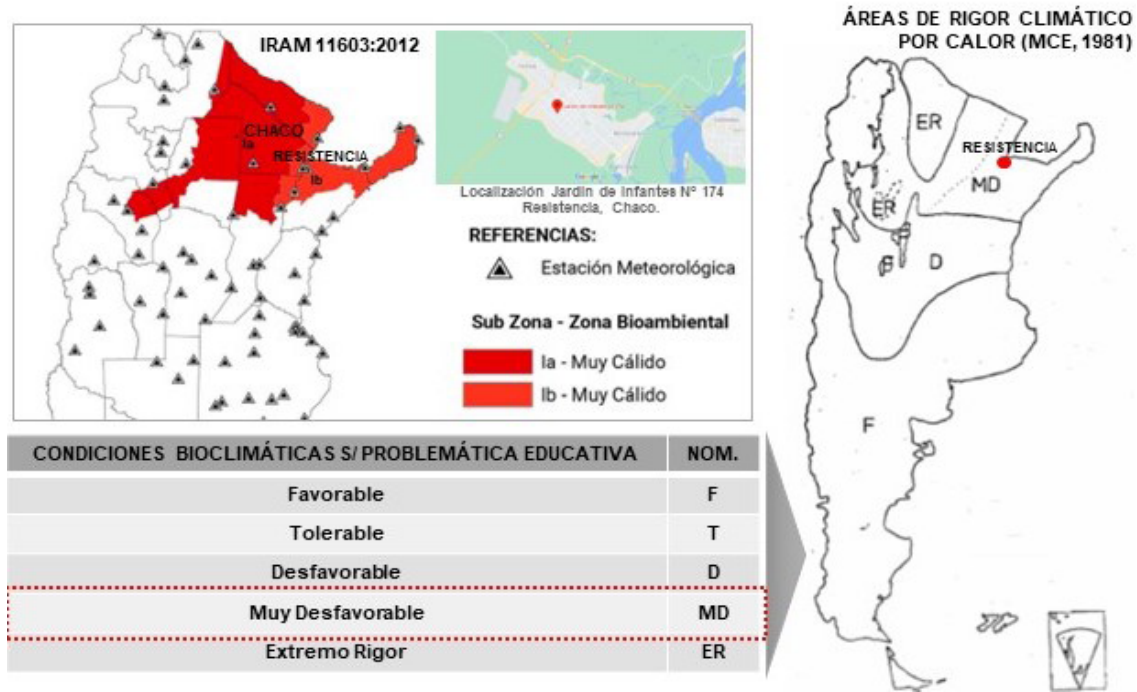 IRAM 11603:2012
CHACO
Ia
RESISTENCIA
Ib
Localización Jardín de Infantes Nº 174
Resistencia, Chaco.
REFERENCIAS:
Estación Meteorológica
Sub Zona - Zona Bioambiental
Ia - Muy Cálido
Ib - Muy Cálido
ÁREAS DE RIGOR CLIMÁTICO
POR CALOR (MCE, 1981)
ER
RESISTENCIA
MD
ER
D
F
CONDICIONES BIOCLIMÁTICAS S/ PROBLEMÁTICA EDUCATIVA NOM.
Favorable F
Tolerable T
Desfavorable D
Muy Desfavorable MD
Extremo Rigor ER